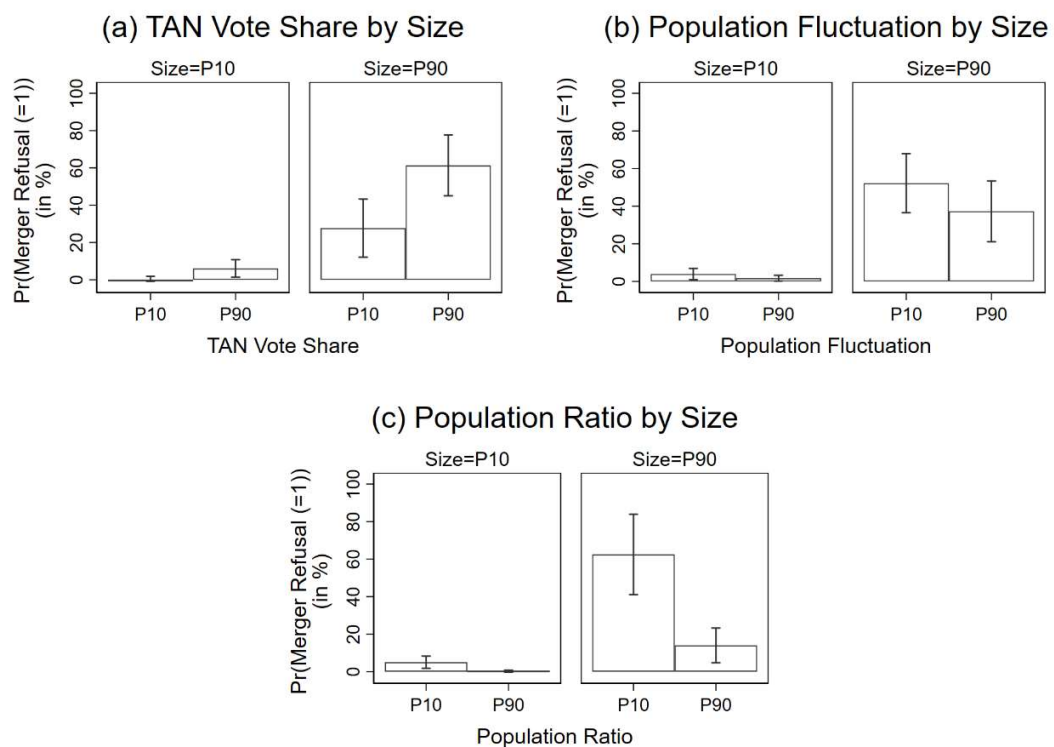 (a) TAN Vote Share by Size
Size=P10 Size=P90
Pr(Merger Refusal (=1))
(in %)
100
80
60
40
20
0
P10 P90 P10 P90
TAN Vote Share
(b) Population Fluctuation by Size
Size=P10 Size=P90
Pr(Merger Refusal (=1))
(in %)
100
80
60
40
20
0
P10 P90 P10 P90
Population Fluctuation
(c) Population Ratio by Size
Size=P10 Size=P90
Pr(Merger Refusal (=1))
(in %)
100
80
60
40
20
0
P10 P90 P10 P90
Population Ratio